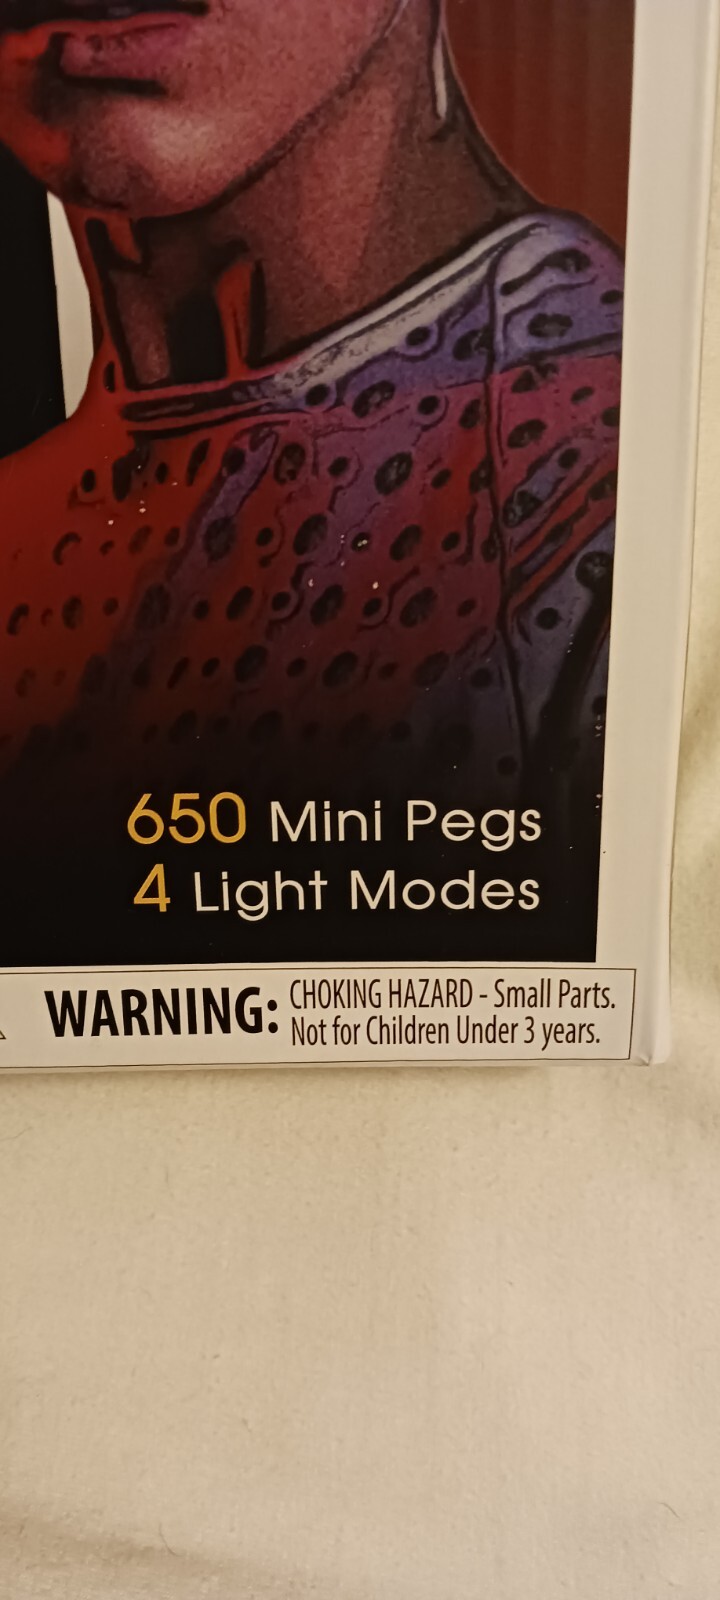 650 Mini Pegs
4 Light Modes
WARNING: CHOKING HAZARD - Small Parts.
Not for Children Under 3 years.